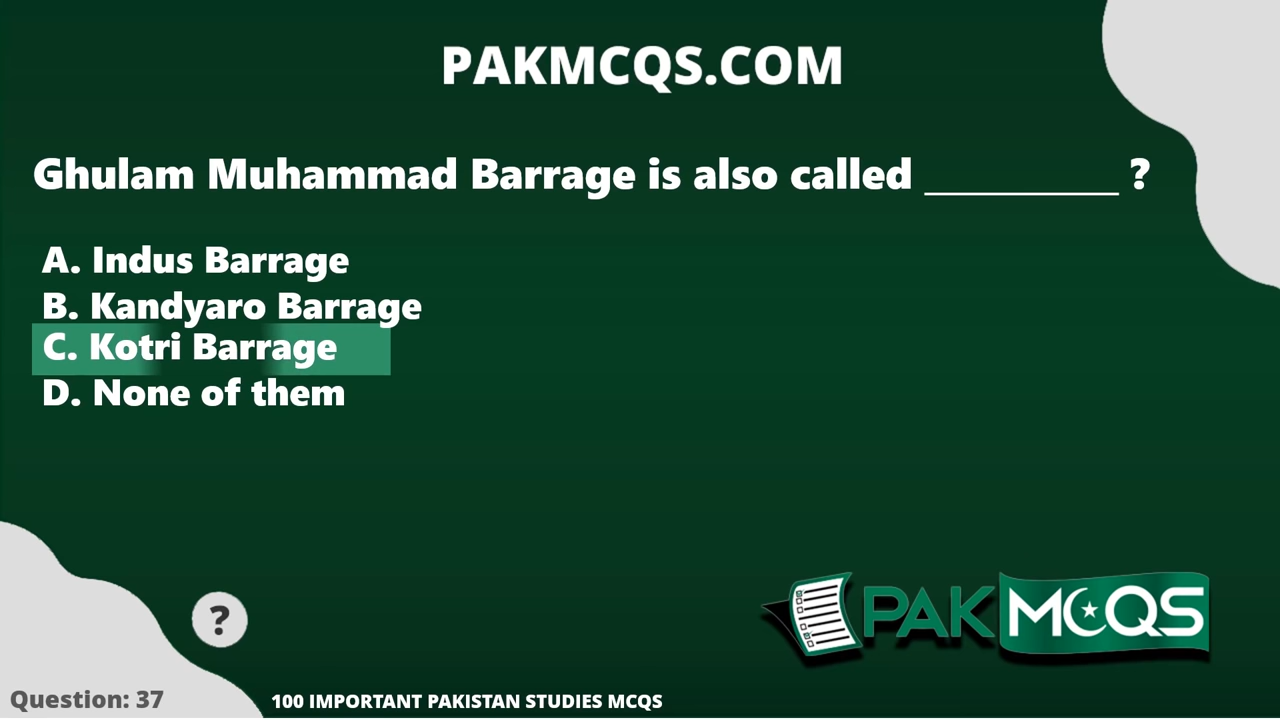 PAKMCQS.COM
Ghulam Muhammad Barrage is also called __________ ?
A. Indus Barrage
B. Kandyaro Barrage
C. Kotri Barrage
D. None of them
?
PAKMCQS
Question: 37
100 IMPORTANT PAKISTAN STUDIES MCQS